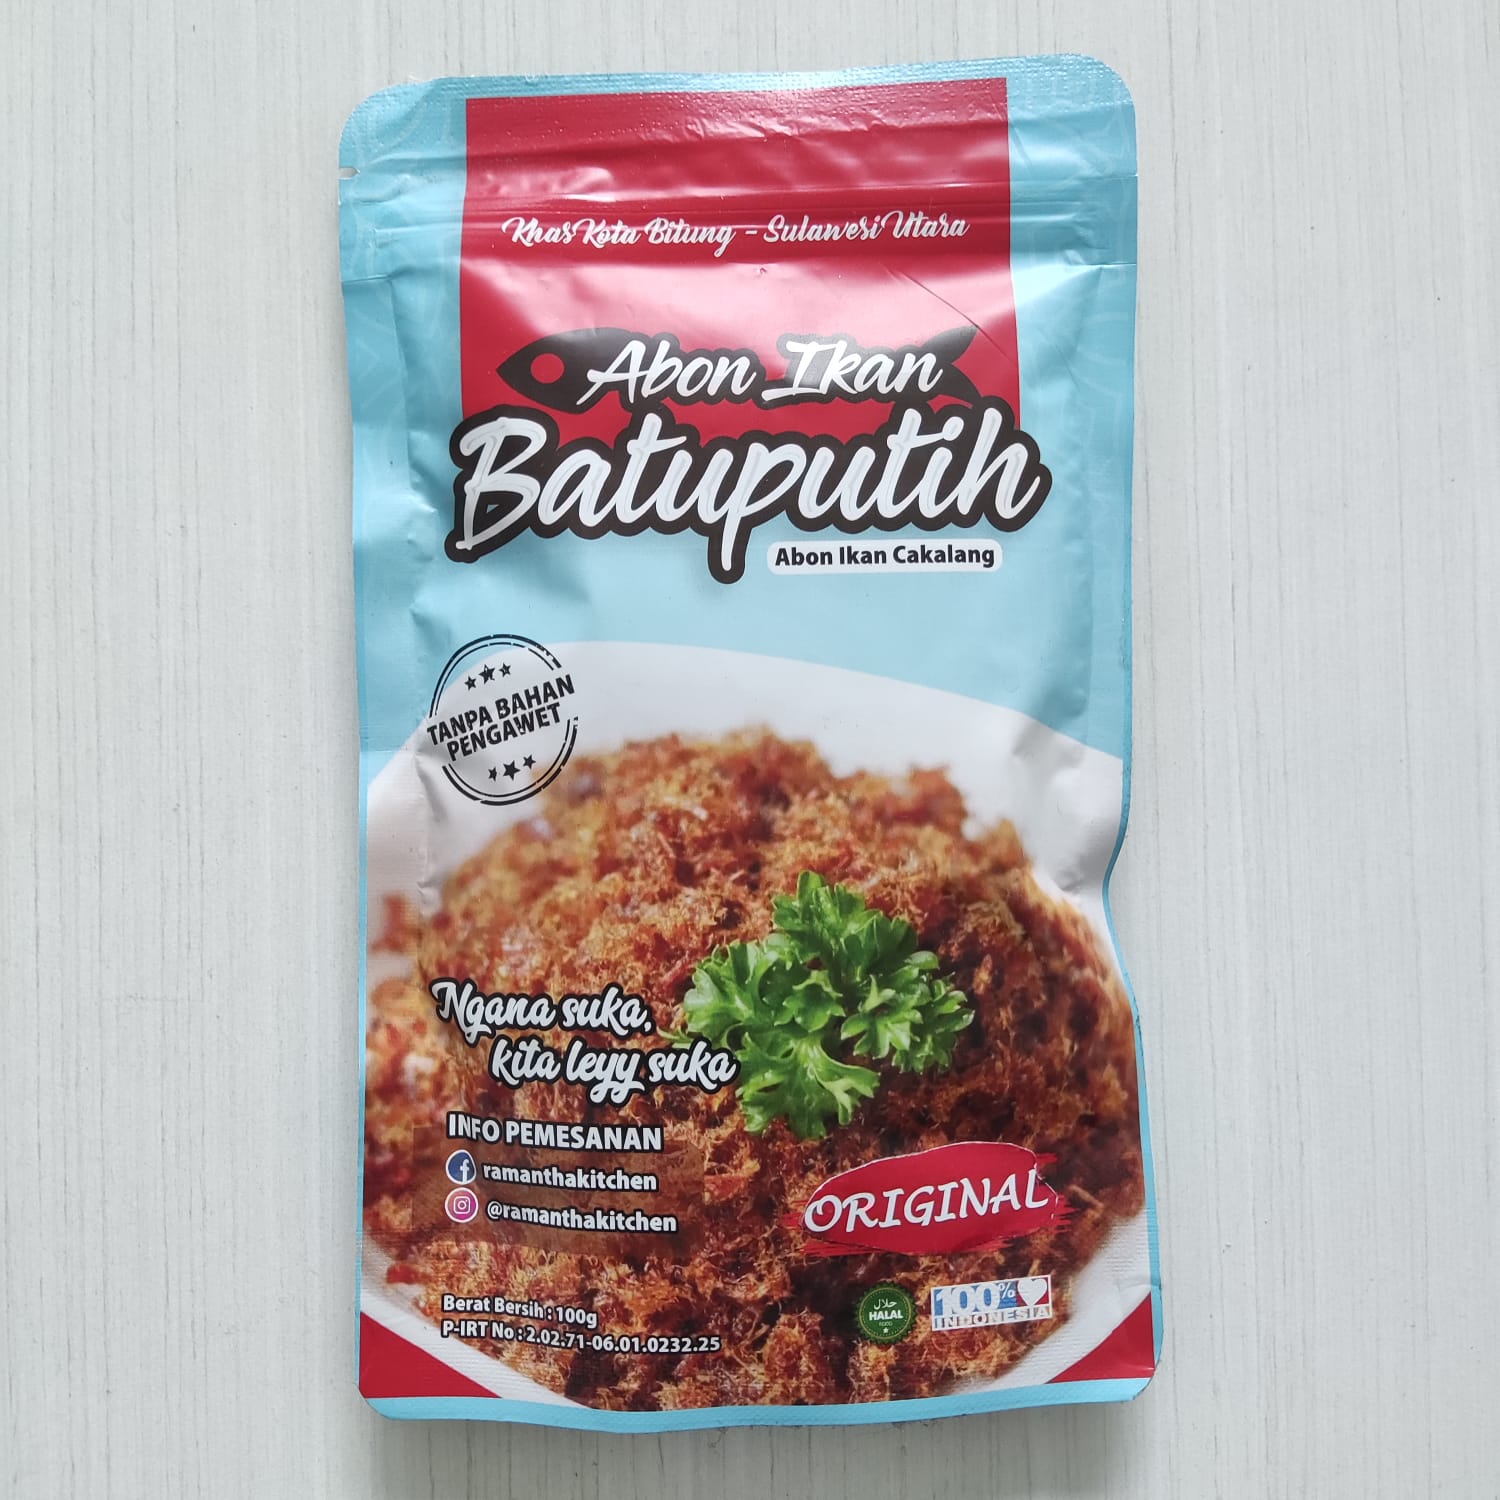 Khas Kota Bitung - Sulawesi Utara
Abon Ikan
Batuputih
Abon Ikan Cakalang
TANPA BAHAN
PENGAWET
Ngana suka,
kita leyy suka
INFO PEMESANAN
ramanthakitchen
@ramanthakitchen
ORIGINAL
Berat Bersih : 100g
P-IRT No : 2.02.71-06.01.0232.25
حلال
HALAL
100%
INDONESIA